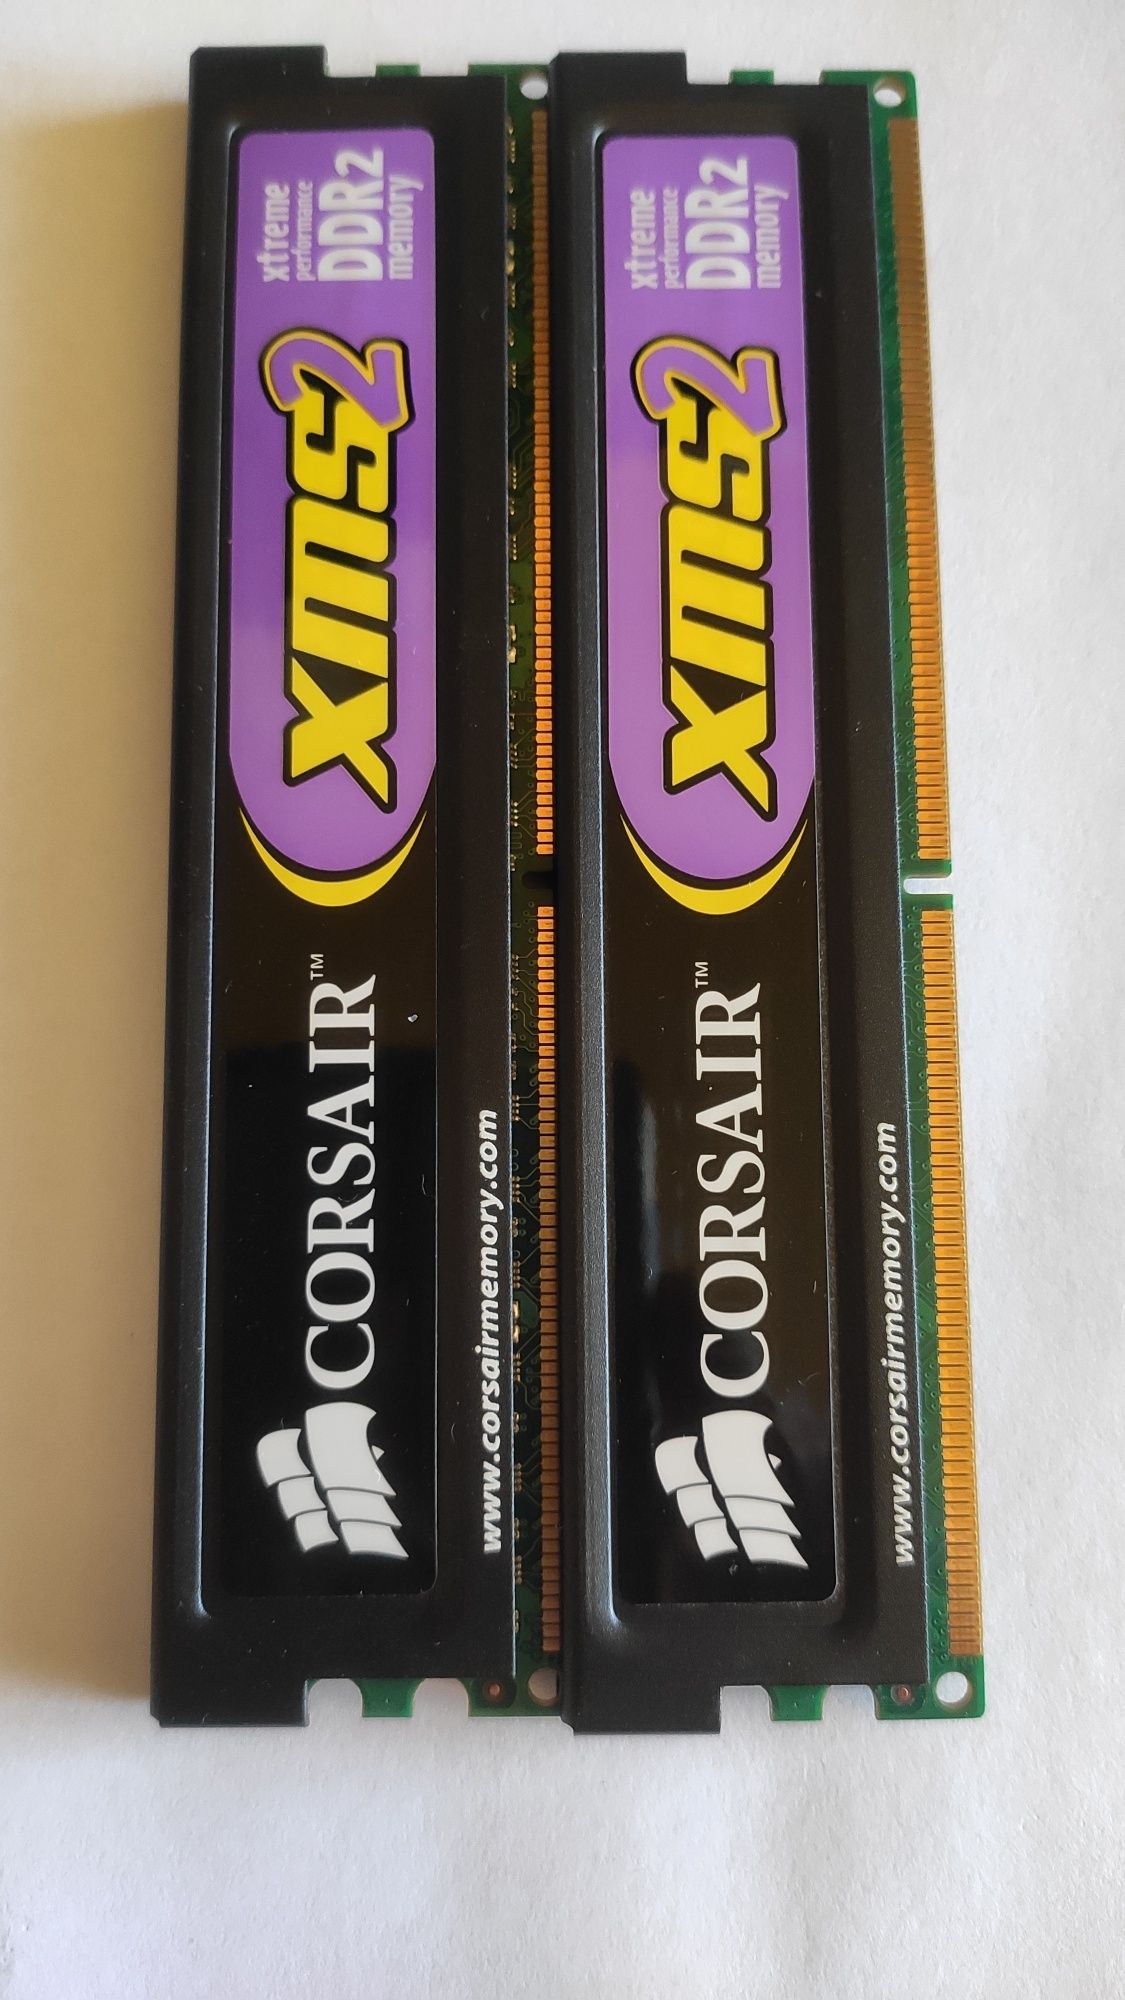 CORSAIR™
xms2
xtreme
performance
DDR2
memory
www.corsairmemory.com
CORSAIR™
xms2
xtreme
performance
DDR2
memory
www.corsairmemory.com